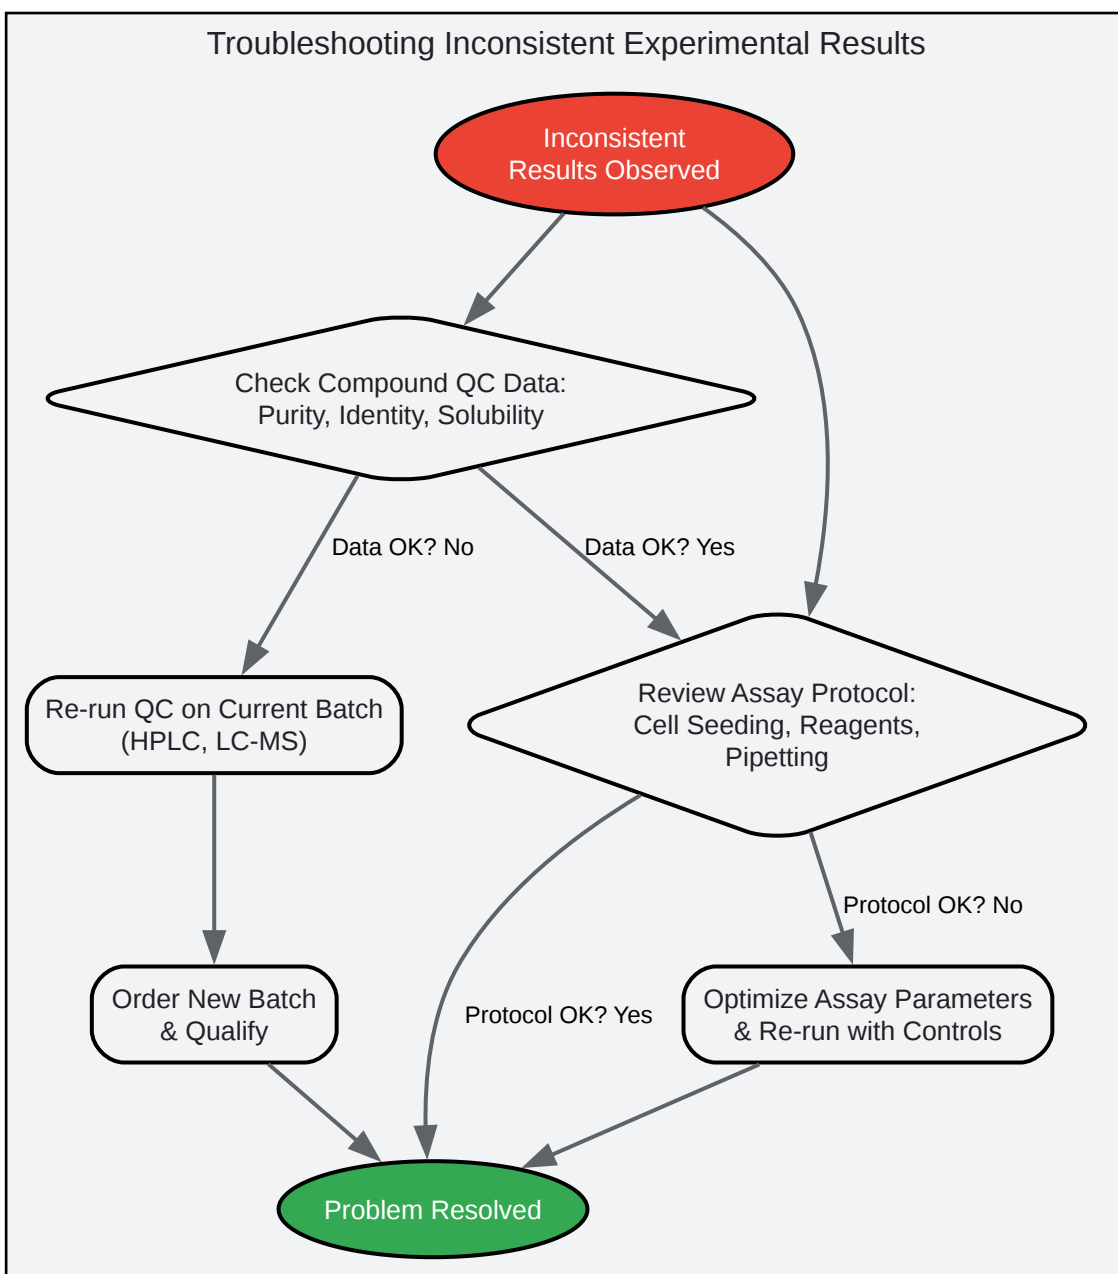 Troubleshooting Inconsistent Experimental Results
Inconsistent
Results Observed
Check Compound QC Data:
Purity, Identity, Solubility
Data OK? No
Data OK? Yes
Re-run QC on Current Batch
(HPLC, LC-MS)
Review Assay Protocol:
Cell Seeding, Reagents,
Pipetting
Protocol OK? No
Order New Batch
& Qualify
Protocol OK? Yes
Optimize Assay Parameters
& Re-run with Controls
Problem Resolved